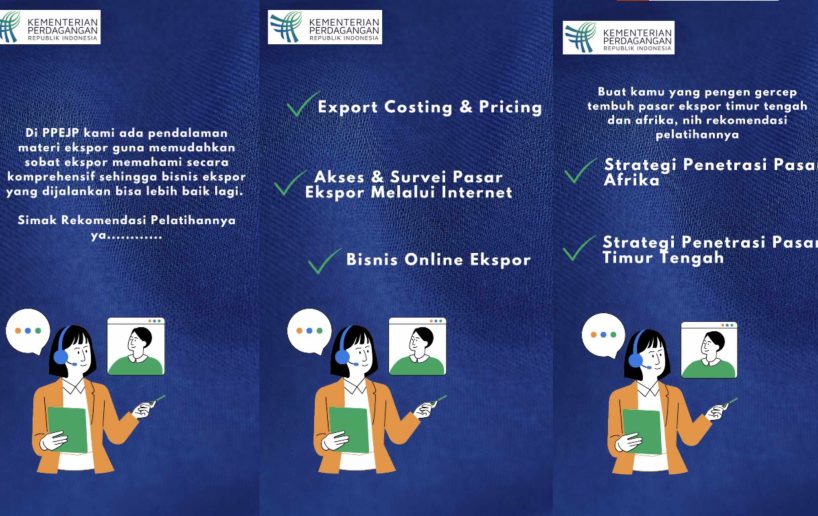 KEMENTERIAN
PERDAGANGAN
REPUBLIK INDONESIA
Di PPEJP kami ada pendalaman
materi ekspor guna memudahkan
sobat ekspor memahami secara
komprehensif sehingga bisnis ekspor
yang dijalankan bisa lebih baik lagi.
Simak Rekomendasi Pelatihannya
ya............
KEMENTERIAN
PERDAGANGAN
REPUBLIK INDONESIA
Export Costing & Pricing
Akses & Survei Pasar
Ekspor Melalui Internet
Bisnis Online Ekspor
KEMENTERIAN
PERDAGANGAN
REPUBLIK INDONESIA
Buat kamu yang pengen gercep
tembuh pasar ekspor timur tengah
dan afrika, nih rekomendasi
pelatihannya
Strategi Penetrasi Pasar
Afrika
Strategi Penetrasi Pasar
Timur Tengah